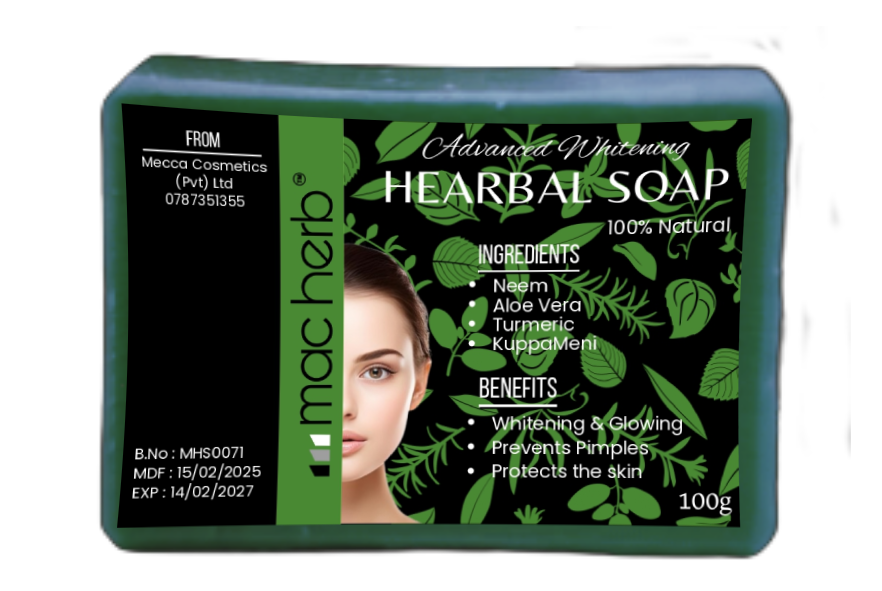 FROM
Mecca Cosmetics
(Pvt) Ltd
0787351355
B.No : MHS0071
MDF : 15/02/2025
EXP : 14/02/2027
mac herb®
Advanced Whitening
HEARBAL SOAP
100% Natural
INGREDIENTS
• Neem
• Aloe Vera
• Turmeric
• KuppaMeni
BENEFITS
• Whitening & Glowing
• Prevents Pimples
• Protects the skin
100g